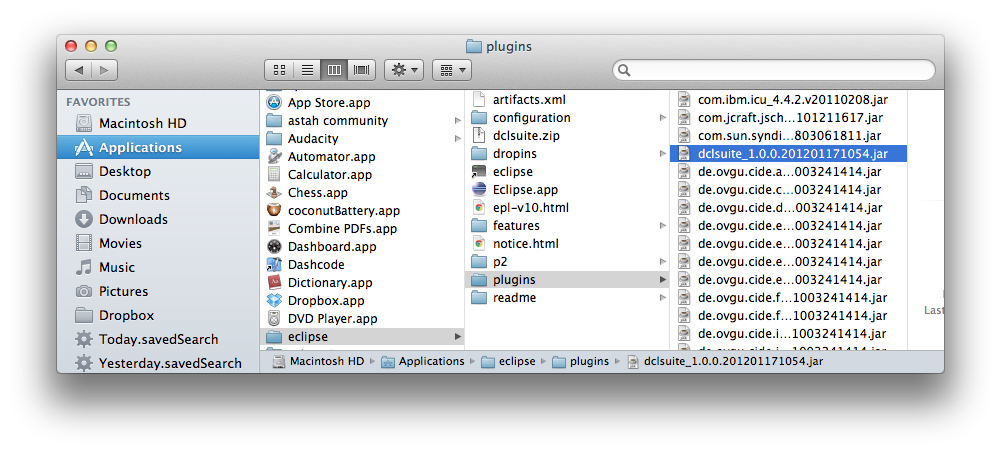 plugins
FAVORITES
Macintosh HD
Applications
Desktop
Documents
Downloads
Movies
Music
Pictures
Dropbox
Today.savedSearch
Yesterday.savedSearch
App Store.app
astah community
Audacity
Automator.app
Calculator.app
Chess.app
coconutBattery.app
Combine PDFs.app
Dashboard.app
Dashcode
Dictionary.app
Dropbox.app
DVD Player.app
eclipse
artifacts.xml
configuration
dclsuite.zip
dropins
eclipse
Eclipse.app
epl-v10.html
features
notice.html
p2
plugins
readme
com.ibm.icu_4.4.2.v20110208.jar
com.jcraft.jsch...101211617.jar
com.sun.syndi...803061811.jar
dclsuite_1.0.0.201201171054.jar
de.ovgu.cide.a...003241414.jar
de.ovgu.cide.c...003241414.jar
de.ovgu.cide.d...003241414.jar
de.ovgu.cide.e...003241414.jar
de.ovgu.cide.e...003241414.jar
de.ovgu.cide.e...003241414.jar
de.ovgu.cide.e...003241414.jar
de.ovgu.cide.f...1003241414.jar
de.ovgu.cide.f...1003241414.jar
de.ovgu.cide.i...1003241414.jar
Last
Macintosh HD Applications eclipse plugins dclsuite_1.0.0.201201171054.jar